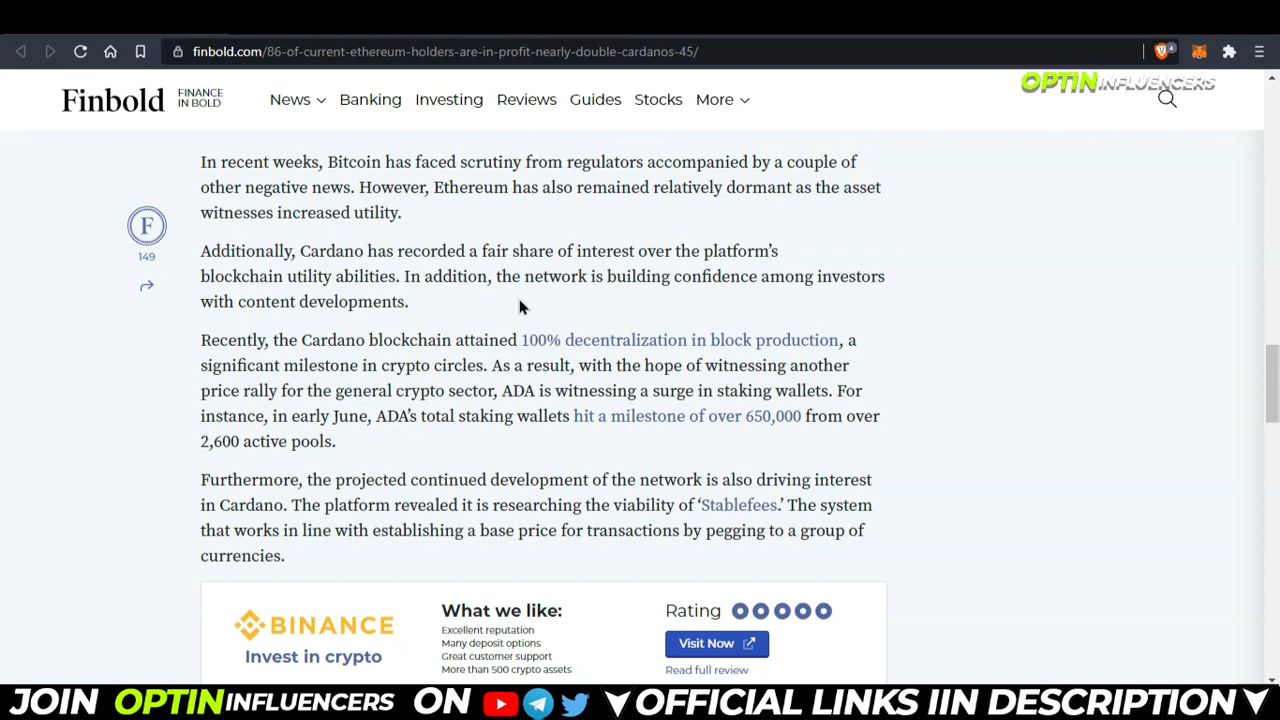 finbold.com/86-of-current-ethereum-holders-are-in-profit-nearly-double-cardanos-45/
4
OPTIN.INFLUENCERS
Finbold FINANCE IN BOLD News Banking Investing Reviews Guides Stocks More
In recent weeks, Bitcoin has faced scrutiny from regulators accompanied by a couple of
other negative news. However, Ethereum has also remained relatively dormant as the asset
witnesses increased utility.
F
149
Additionally, Cardano has recorded a fair share of interest over the platform’s
blockchain utility abilities. In addition, the network is building confidence among investors
with content developments.
Recently, the Cardano blockchain attained 100% decentralization in block production, a
significant milestone in crypto circles. As a result, with the hope of witnessing another
price rally for the general crypto sector, ADA is witnessing a surge in staking wallets. For
instance, in early June, ADA’s total staking wallets hit a milestone of over 650,000 from over
2,600 active pools.
Furthermore, the projected continued development of the network is also driving interest
in Cardano. The platform revealed it is researching the viability of ‘Stablefees.’ The system
that works in line with establishing a base price for transactions by pegging to a group of
currencies.
BINANCE
Invest in crypto
What we like:
Excellent reputation
Many deposit options
Great customer support
More than 500 crypto assets
Rating
Visit Now
Read full review
JOIN OPTININFLUENCERS ON OFFICIAL LINKS IIN DESCRIPTION